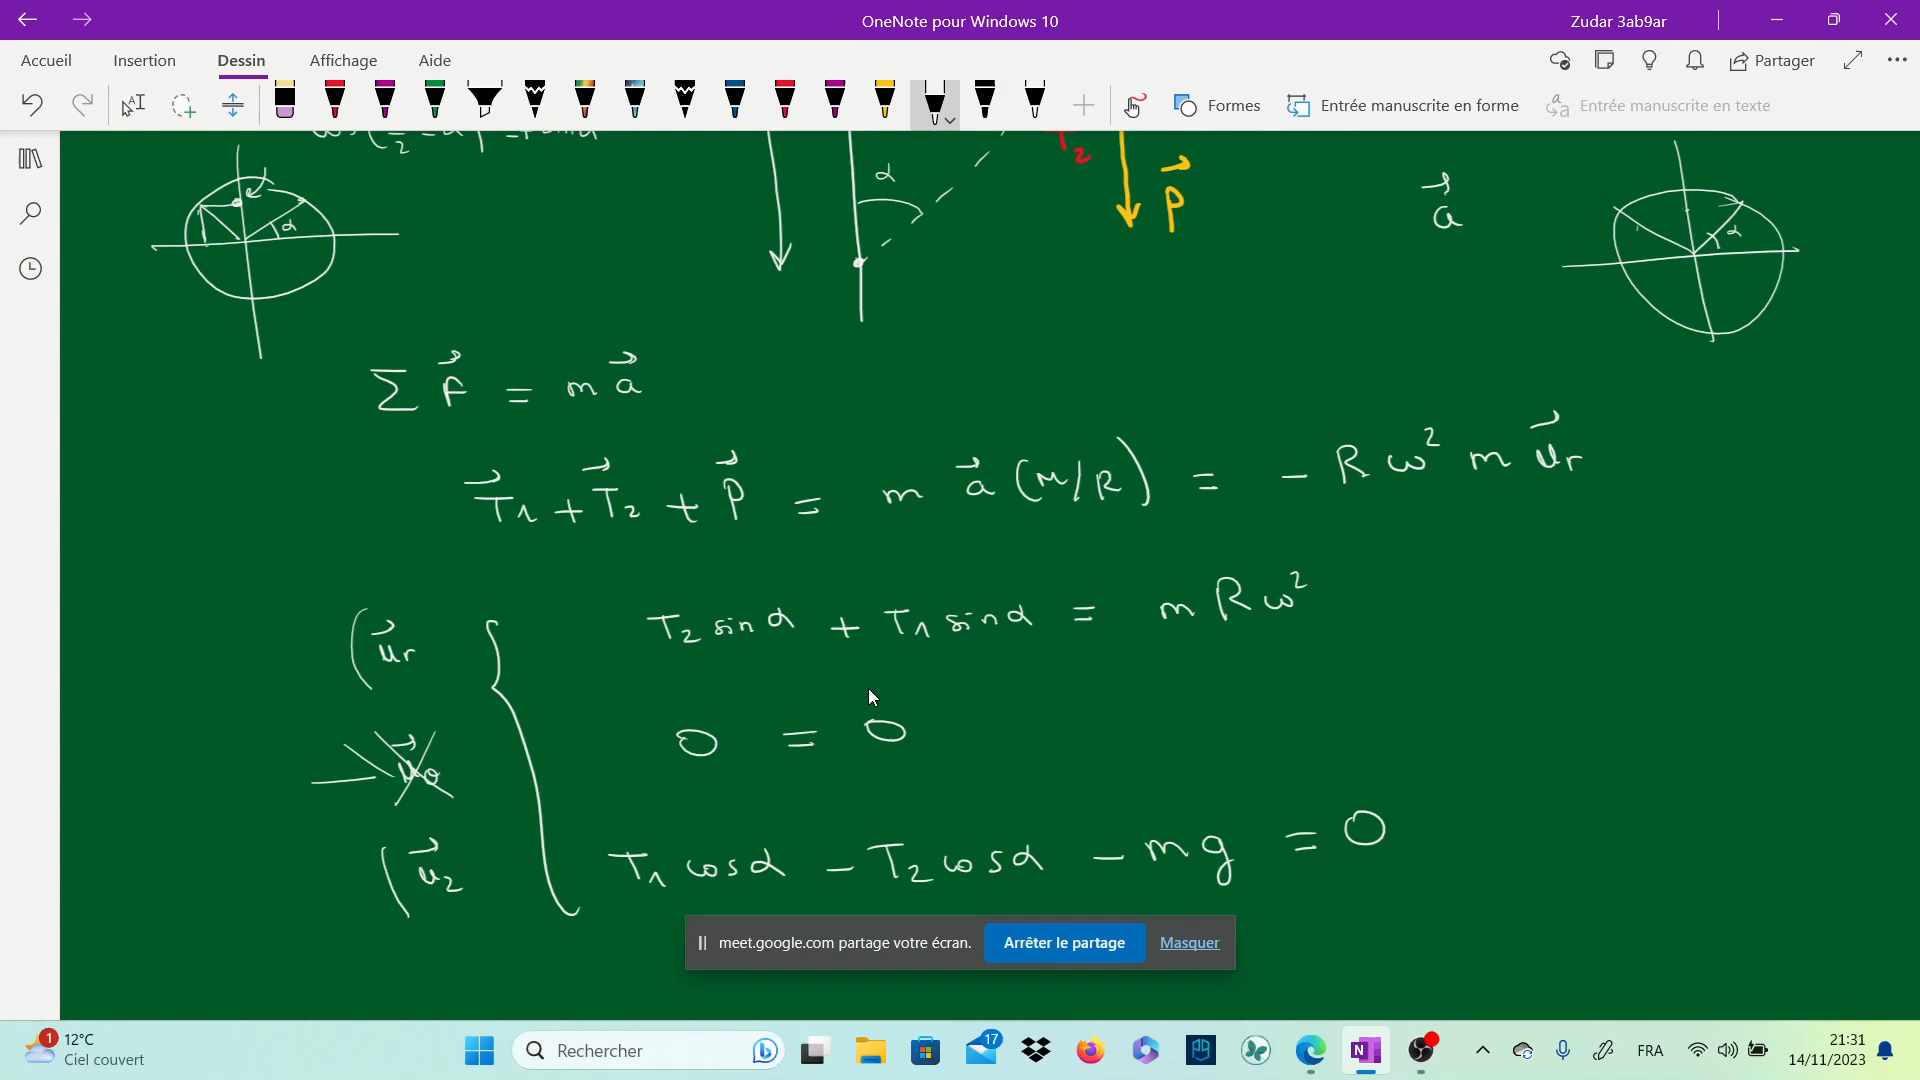 OneNote pour Windows 10
Zudar 3ab9ar
Accueil Insertion Dessin Affichage Aide
Partager
Formes
Entrée manuscrite en forme
Entrée manuscrite en texte
α
T₂
P⃗
a⃗
α
α
∑ F⃗ = m a⃗
T⃗₁ + T⃗₂ + P⃗ = m a⃗ (M/R) = - R ω² m u⃗r
(u⃗r T₂ sin α + T₁ sin α = m R ω²
u⃗θ 0 = 0
(u⃗z T₁ cos α - T₂ cos α - mg = 0
meet.google.com partage votre écran.
Arrêter le partage
Masquer
1
12°C
Ciel couvert
Rechercher
17
FRA
21:31
14/11/2023